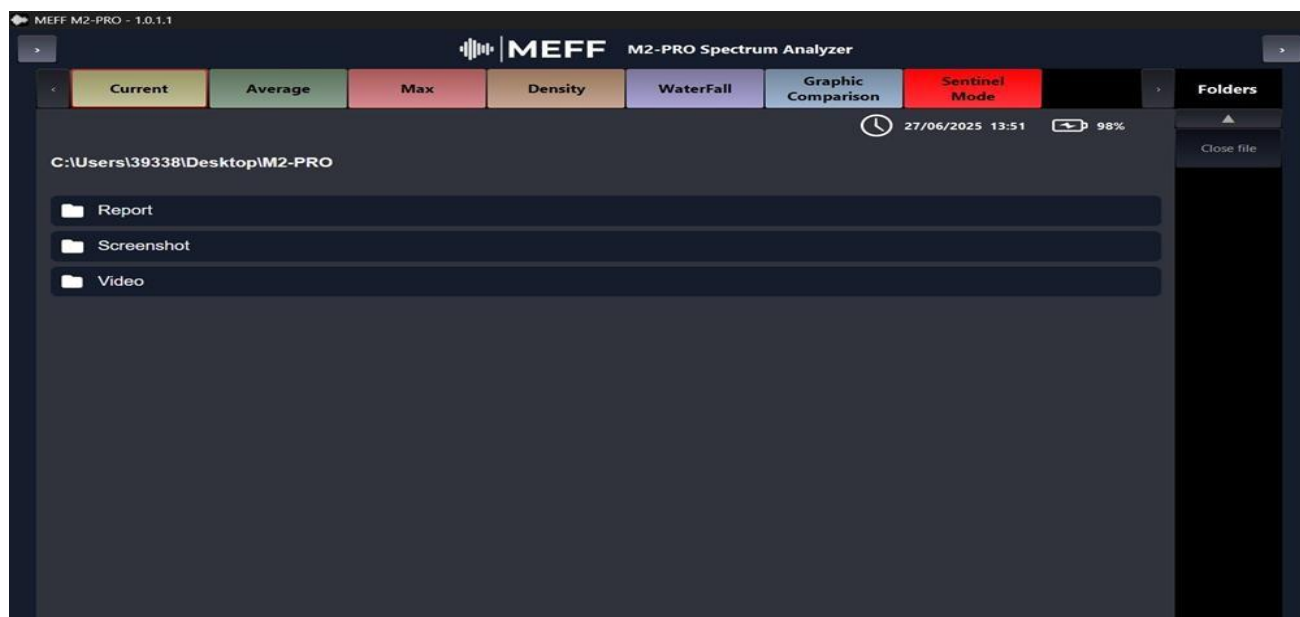 MEFF M2-PRO - 1.0.1.1
MEFF M2-PRO Spectrum Analyzer
Current Average Max Density WaterFall Graphic Comparison Sentinel Mode Folders
27/06/2025 13:51 98%
Close file
C:\Users\39338\Desktop\M2-PRO
Report
Screenshot
Video